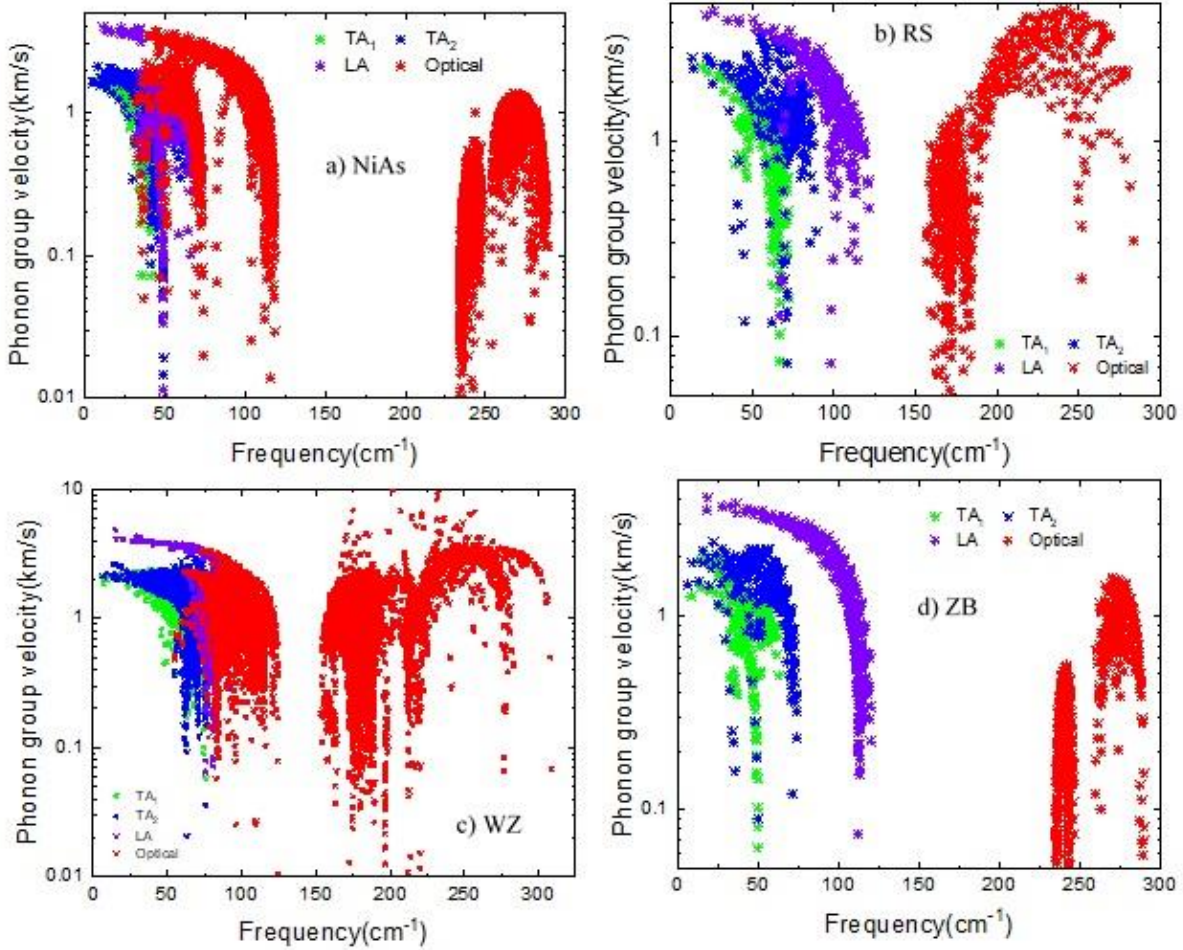 TA₁ TA₂
LA Optical
a) NiAs
1
0.1
0.01
0 50 100 150 200 250 300
Phonon group velocity(km/s)
Frequency(cm⁻¹)
b) RS
1
0.1
TA₁ TA₂
LA Optical
0 50 100 150 200 250 300
Phonon group velocity(km/s)
Frequency(cm⁻¹)
10
1
0.1
0.01
TA₁
TA₂
LA
Optical
c) WZ
0 50 100 150 200 250 300
Phonon group velocity(km/s)
Frequency(cm⁻¹)
TA₁ TA₂
LA Optical
d) ZB
1
0.1
0 50 100 150 200 250 300
Phonon group velocity(km/s)
Frequency(cm⁻¹)